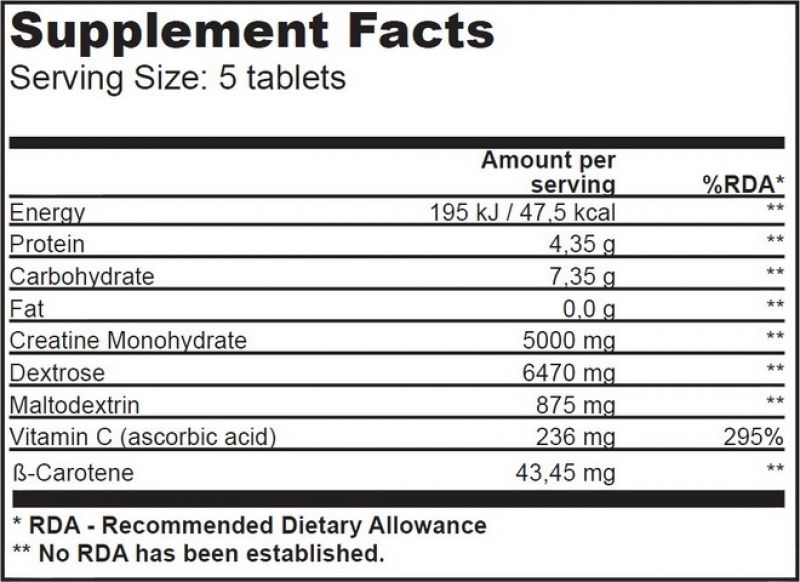 Supplement Facts
Serving Size: 5 tablets
Amount per
serving %RDA*
Energy 195 kJ / 47,5 kcal **
Protein 4,35 g **
Carbohydrate 7,35 g **
Fat 0,0 g **
Creatine Monohydrate 5000 mg **
Dextrose 6470 mg **
Maltodextrin 875 mg **
Vitamin C (ascorbic acid) 236 mg 295%
ß-Carotene 43,45 mg **
* RDA - Recommended Dietary Allowance
** No RDA has been established.